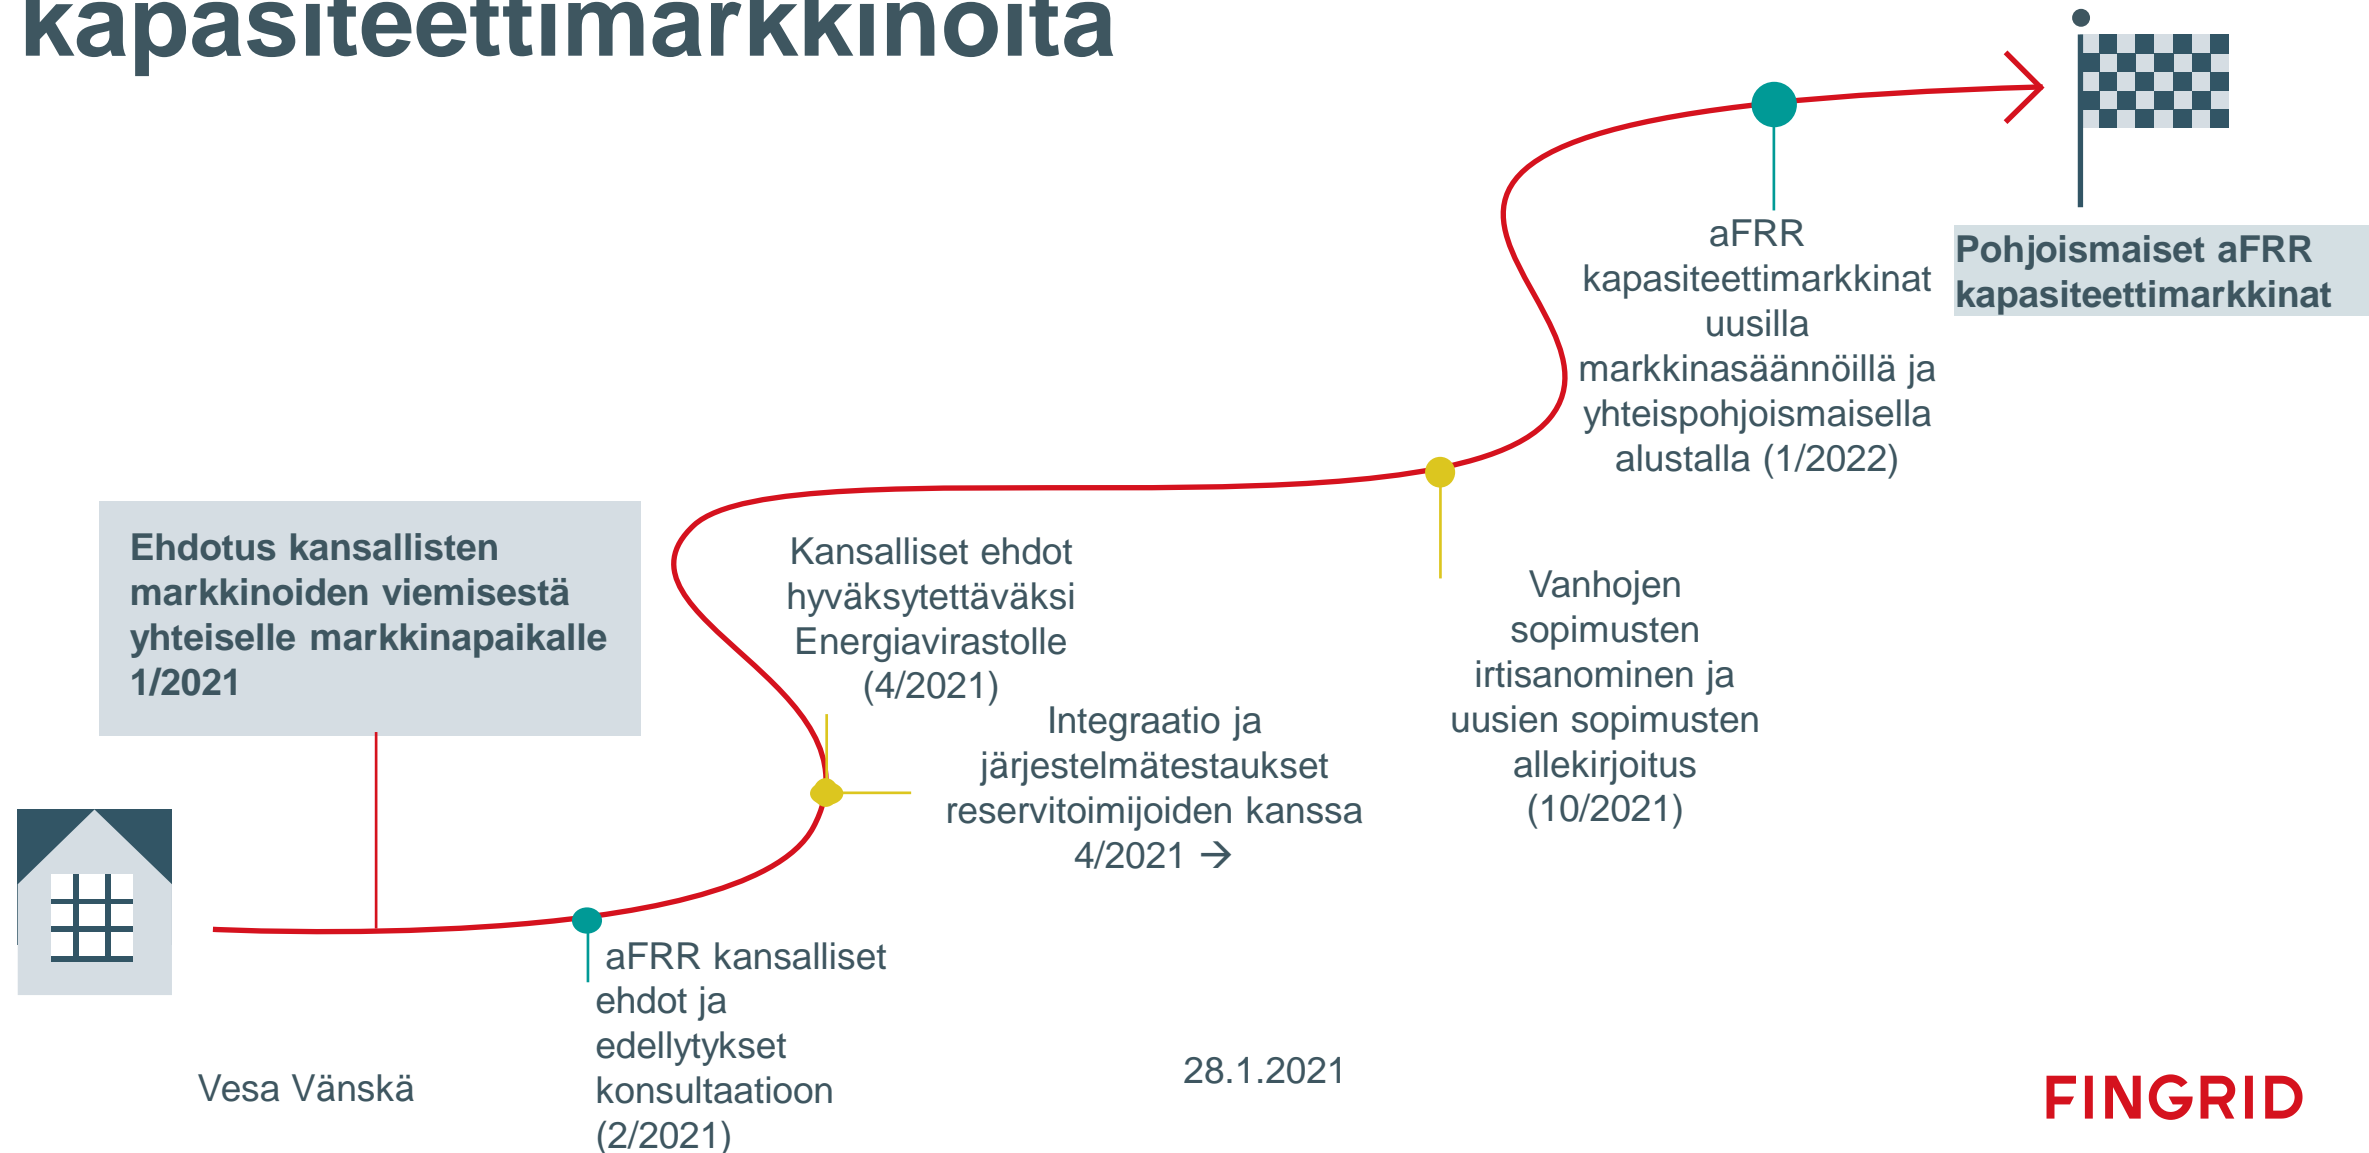 kapasiteettimarkkinoita
aFRR
kapasiteettimarkkinat
uusilla
markkinasäännöillä ja
yhteispohjoismaisella
alustalla (1/2022)
Pohjoismaiset aFRR
kapasiteettimarkkinat
Ehdotus kansallisten
markkinoiden viemisestä
yhteiselle markkinapaikalle
1/2021
Kansalliset ehdot
hyväksytettäväksi
Energiavirastolle
(4/2021)
Integraatio ja
järjestelmätestaukset
reservitoimijoiden kanssa
4/2021 →
Vanhojen
sopimusten
irtisanominen ja
uusien sopimusten
allekirjoitus
(10/2021)
aFRR kansalliset
ehdot ja
edellytykset
konsultaatioon
(2/2021)
Vesa Vänskä
28.1.2021
FINGRID